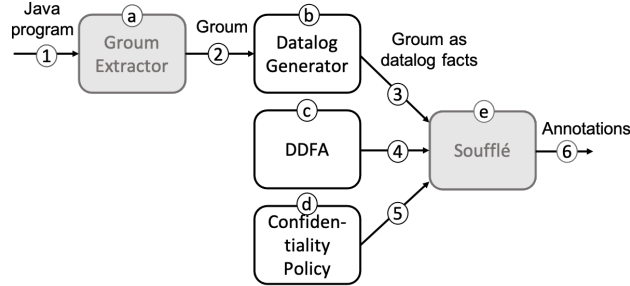 Java
program
1
a
Groum
Extractor
Groum
2
b
Datalog
Generator
Groum as
datalog facts
3
c
DDFA
4
d
Confiden-
tiality
Policy
5
e
Soufflé
Annotations
6